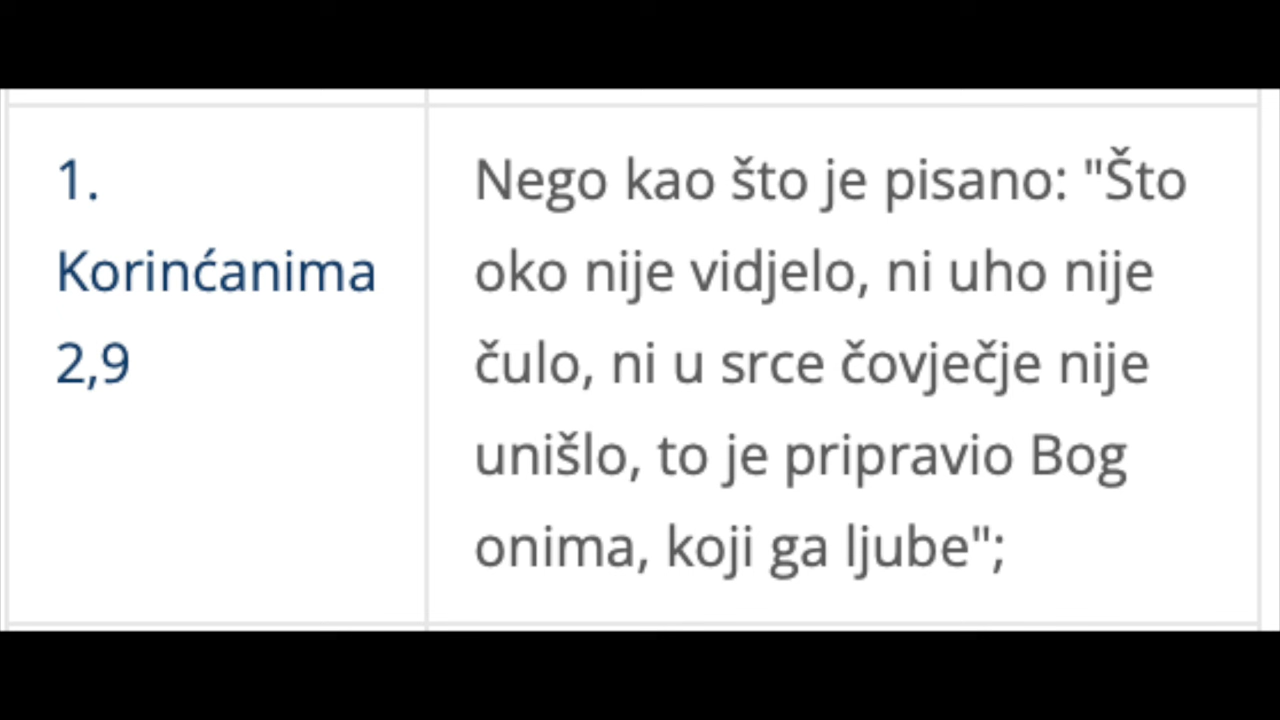 1.
Korinćanima
2,9
Nego kao što je pisano: "Što
oko nije vidjelo, ni uho nije
čulo, ni u srce čovječje nije
unišlo, to je pripravio Bog
onima, koji ga ljube";